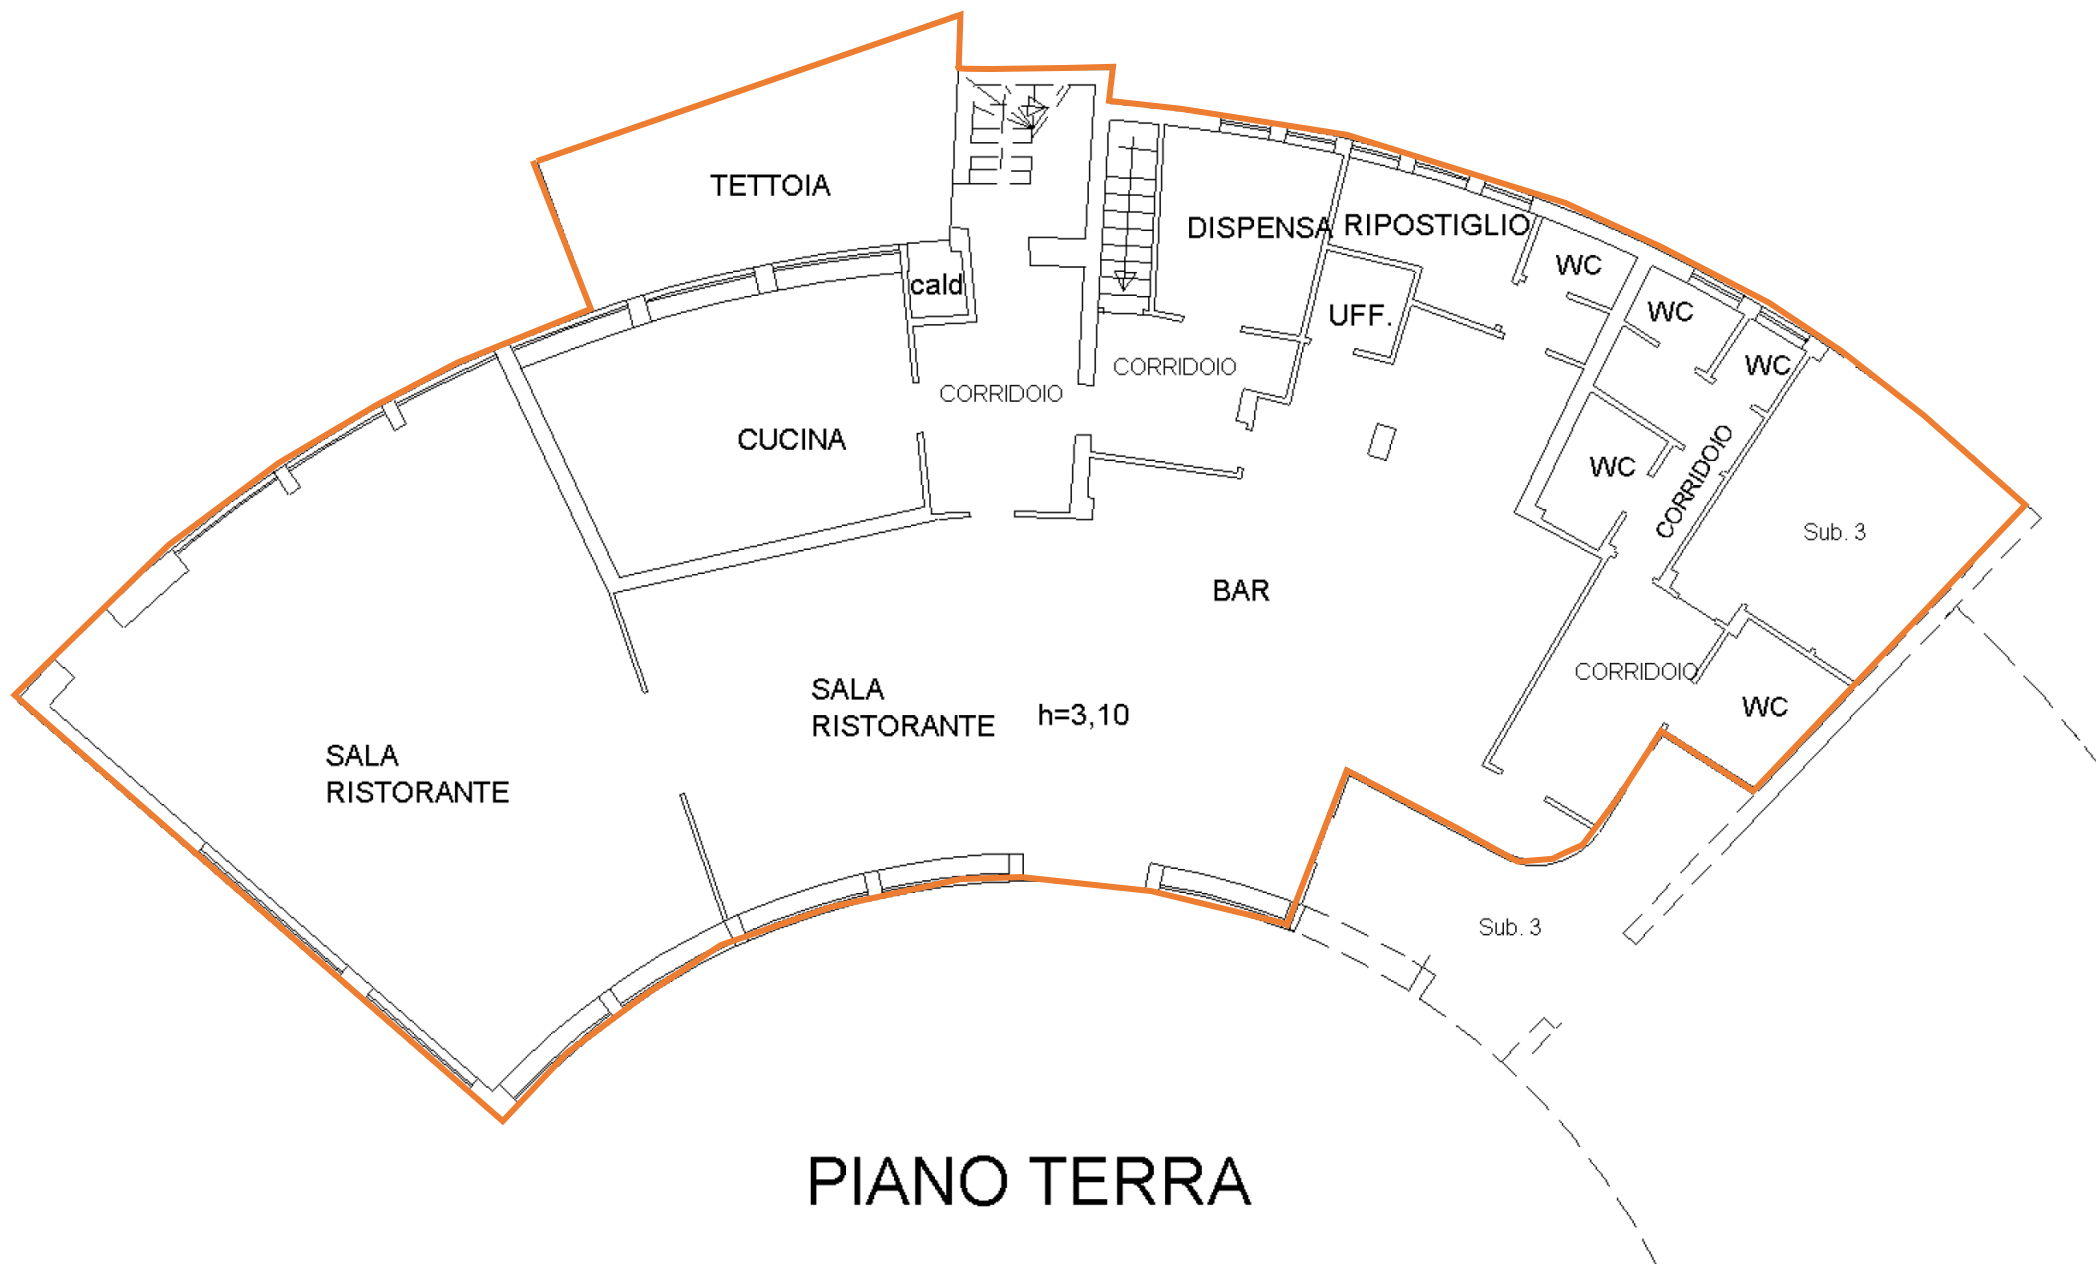 TETTOIA
DISPENSA
RIPOSTIGLIO
WC
cald
WC
UFF.
WC
CORRIDOIO
CORRIDOIO
CUCINA
WC
CORRIDOIO
Sub. 3
BAR
CORRIDOIO
SALA
RISTORANTE
h=3,10
WC
SALA
RISTORANTE
Sub. 3
PIANO TERRA